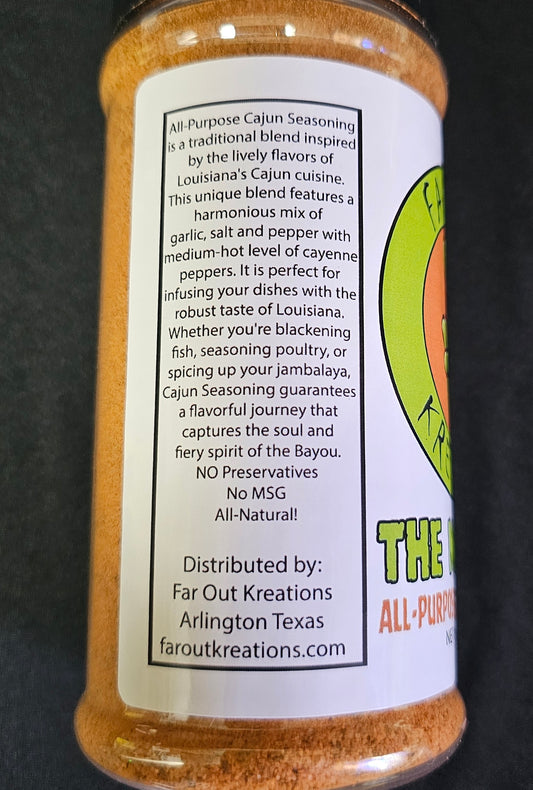 All-Purpose Cajun Seasoning
is a traditional blend inspired
by the lively flavors of
Louisiana's Cajun cuisine.
This unique blend features a
harmonious mix of
garlic, salt and pepper with
medium-hot level of cayenne
peppers. It is perfect for
infusing your dishes with the
robust taste of Louisiana.
Whether you're blackening
fish, seasoning poultry, or
spicing up your jambalaya,
Cajun Seasoning guarantees
a flavorful journey that
captures the soul and
fiery spirit of the Bayou.
NO Preservatives
No MSG
All-Natural!
Distributed by:
Far Out Kreations
Arlington Texas
faroutkreations.com
THE
ALL-PURPO